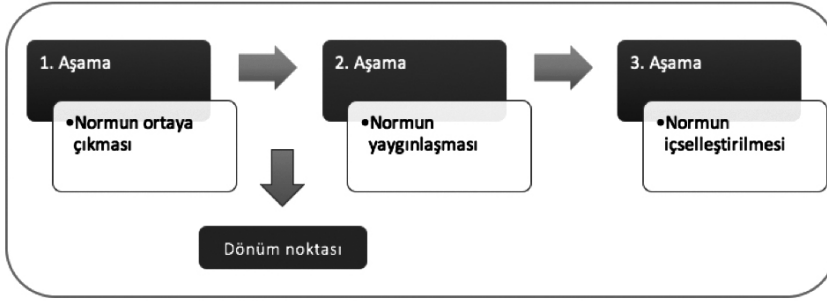 1. Aşama
•Normun ortaya
çıkması
2. Aşama
•Normun
yaygınlaşması
3. Aşama
•Normun
içselleştirilmesi
Dönüm noktası